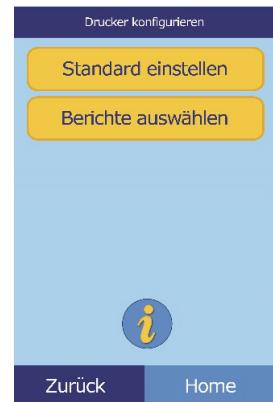 Drucker konfigurieren
Standard einstellen
Berichte auswählen
i
Zurück Home